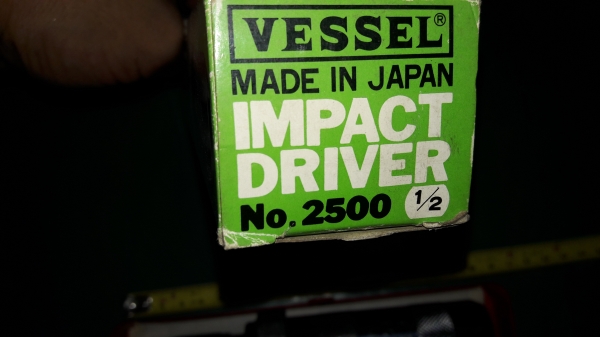 VESSEL®
MADE IN JAPAN
IMPACT
DRIVER
No. 2500 1/2